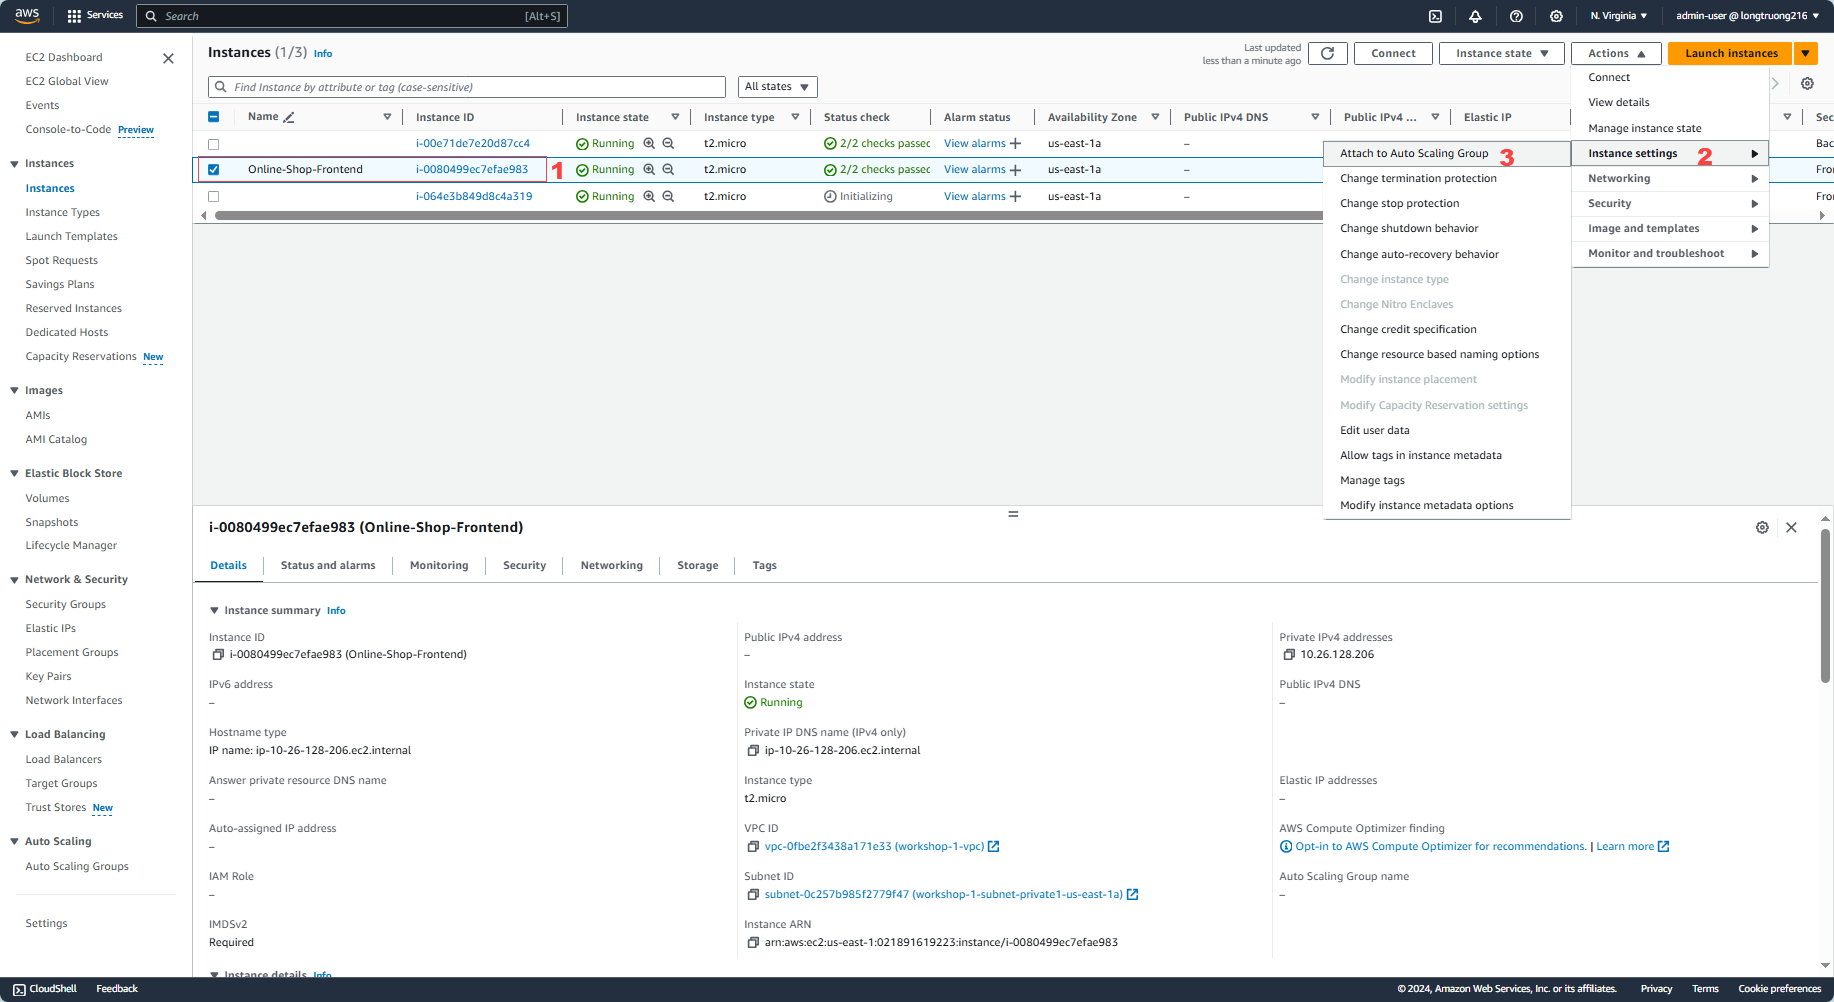 aws
Services
Search
[Alt+S]
N. Virginia
admin-user @ longtruong216
EC2 Dashboard
EC2 Global View
Events
Console-to-Code Preview
Instances
Instances
Instance Types
Launch Templates
Spot Requests
Savings Plans
Reserved Instances
Dedicated Hosts
Capacity Reservations New
Images
AMIs
AMI Catalog
Elastic Block Store
Volumes
Snapshots
Lifecycle Manager
Network & Security
Security Groups
Elastic IPs
Placement Groups
Key Pairs
Network Interfaces
Load Balancing
Load Balancers
Target Groups
Trust Stores New
Auto Scaling
Auto Scaling Groups
Settings
Instances (1/3) Info
Last updated
less than a minute ago
Connect
Instance state
Actions
Launch instances
Find Instance by attribute or tag (case-sensitive)
All states
Name Instance ID Instance state Instance type Status check Alarm status Availability Zone Public IPv4 DNS Public IPv4 ... Elastic IP Sec
i-00e71de7e20d87cc4 Running t2.micro 2/2 checks passed View alarms + us-east-1a – Bac
Online-Shop-Frontend i-0080499ec7efae983 1 Running t2.micro 2/2 checks passed View alarms + us-east-1a – Fro
i-064e3b849d8c4a319 Running t2.micro Initializing View alarms + us-east-1a – Fro
Connect
View details
Manage instance state
Instance settings 2
Networking
Security
Image and templates
Monitor and troubleshoot
Attach to Auto Scaling Group 3
Change termination protection
Change stop protection
Change shutdown behavior
Change auto-recovery behavior
Change instance type
Change Nitro Enclaves
Change credit specification
Change resource based naming options
Modify instance placement
Modify Capacity Reservation settings
Edit user data
Allow tags in instance metadata
Manage tags
Modify instance metadata options
i-0080499ec7efae983 (Online-Shop-Frontend)
Details Status and alarms Monitoring Security Networking Storage Tags
Instance summary Info
Instance ID
i-0080499ec7efae983 (Online-Shop-Frontend)
Public IPv4 address
–
Private IPv4 addresses
10.26.128.206
IPv6 address
–
Instance state
Running
Public IPv4 DNS
–
Hostname type
IP name: ip-10-26-128-206.ec2.internal
Private IP DNS name (IPv4 only)
ip-10-26-128-206.ec2.internal
Answer private resource DNS name
–
Instance type
t2.micro
Elastic IP addresses
–
Auto-assigned IP address
–
VPC ID
vpc-0fbe2f3438a171e33 (workshop-1-vpc)
AWS Compute Optimizer finding
Opt-in to AWS Compute Optimizer for recommendations. | Learn more
IAM Role
–
Subnet ID
subnet-0c257b985f2779f47 (workshop-1-subnet-private1-us-east-1a)
Auto Scaling Group name
–
IMDSv2
Required
Instance ARN
arn:aws:ec2:us-east-1:021891619223:instance/i-0080499ec7efae983
Instance details Info
CloudShell
Feedback
© 2024, Amazon Web Services, Inc. or its affiliates.
Privacy
Terms
Cookie preferences